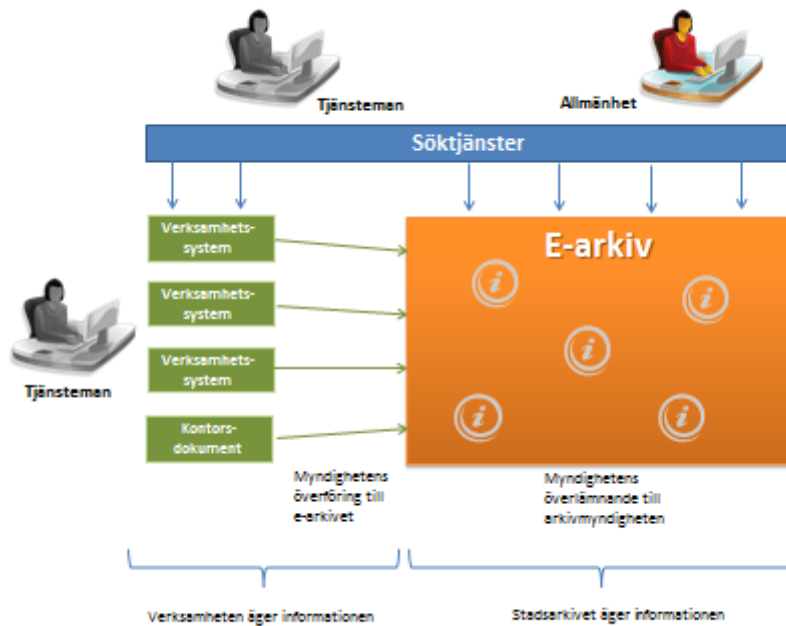 Tjänsteman
Allmänhet
Söktjänster
Verksamhets-
system
E-arkiv
Verksamhets-
system
Verksamhets-
system
Tjänsteman
Kontors-
dokument
Myndighetens
överföring till
e-arkivet
Myndighetens
överlämnande till
arkivmyndigheten
Verksamheten äger informationen
Stadsarkivet äger informationen